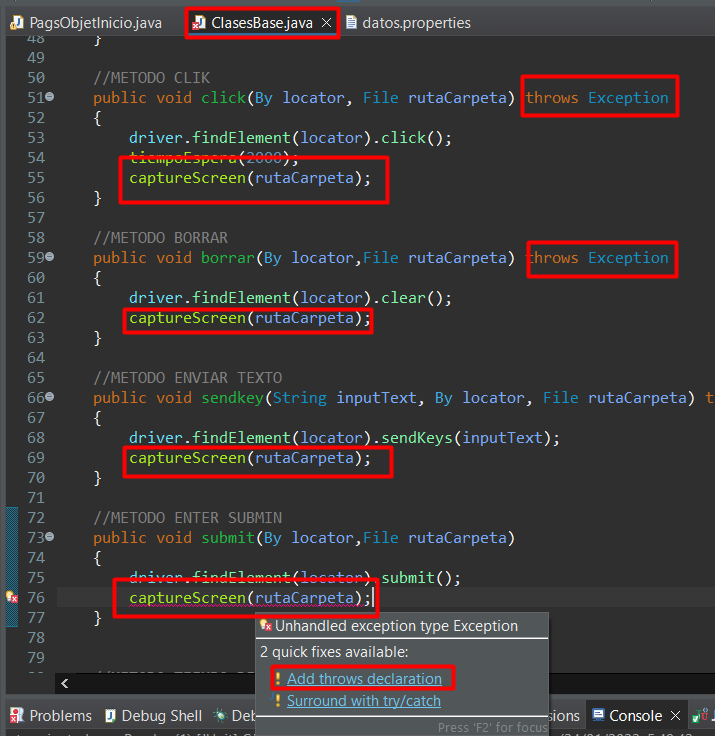 PagsObjetInicio.java ClasesBase.java datos.properties
48 }
49
50 //METODO CLIK
51 public void click(By locator, File rutaCarpeta) throws Exception
52 {
53 driver.findElement(locator).click();
54 tiempoEspera(2000);
55 captureScreen(rutaCarpeta);
56 }
57
58 //METODO BORRAR
59 public void borrar(By locator,File rutaCarpeta) throws Exception
60 {
61 driver.findElement(locator).clear();
62 captureScreen(rutaCarpeta);
63 }
64
65 //METODO ENVIAR TEXTO
66 public void sendkey(String inputText, By locator, File rutaCarpeta) t
67 {
68 driver.findElement(locator).sendKeys(inputText);
69 captureScreen(rutaCarpeta);
70 }
71
72 //METODO ENTER SUBMIN
73 public void submit(By locator,File rutaCarpeta)
74 {
75 driver.findElement(locator).submit();
76 captureScreen(rutaCarpeta);
77 }
78
79
Unhandled exception type Exception
2 quick fixes available:
Add throws declaration
Surround with try/catch
Press 'F2' for focus
Problems Debug Shell Deb sions Console